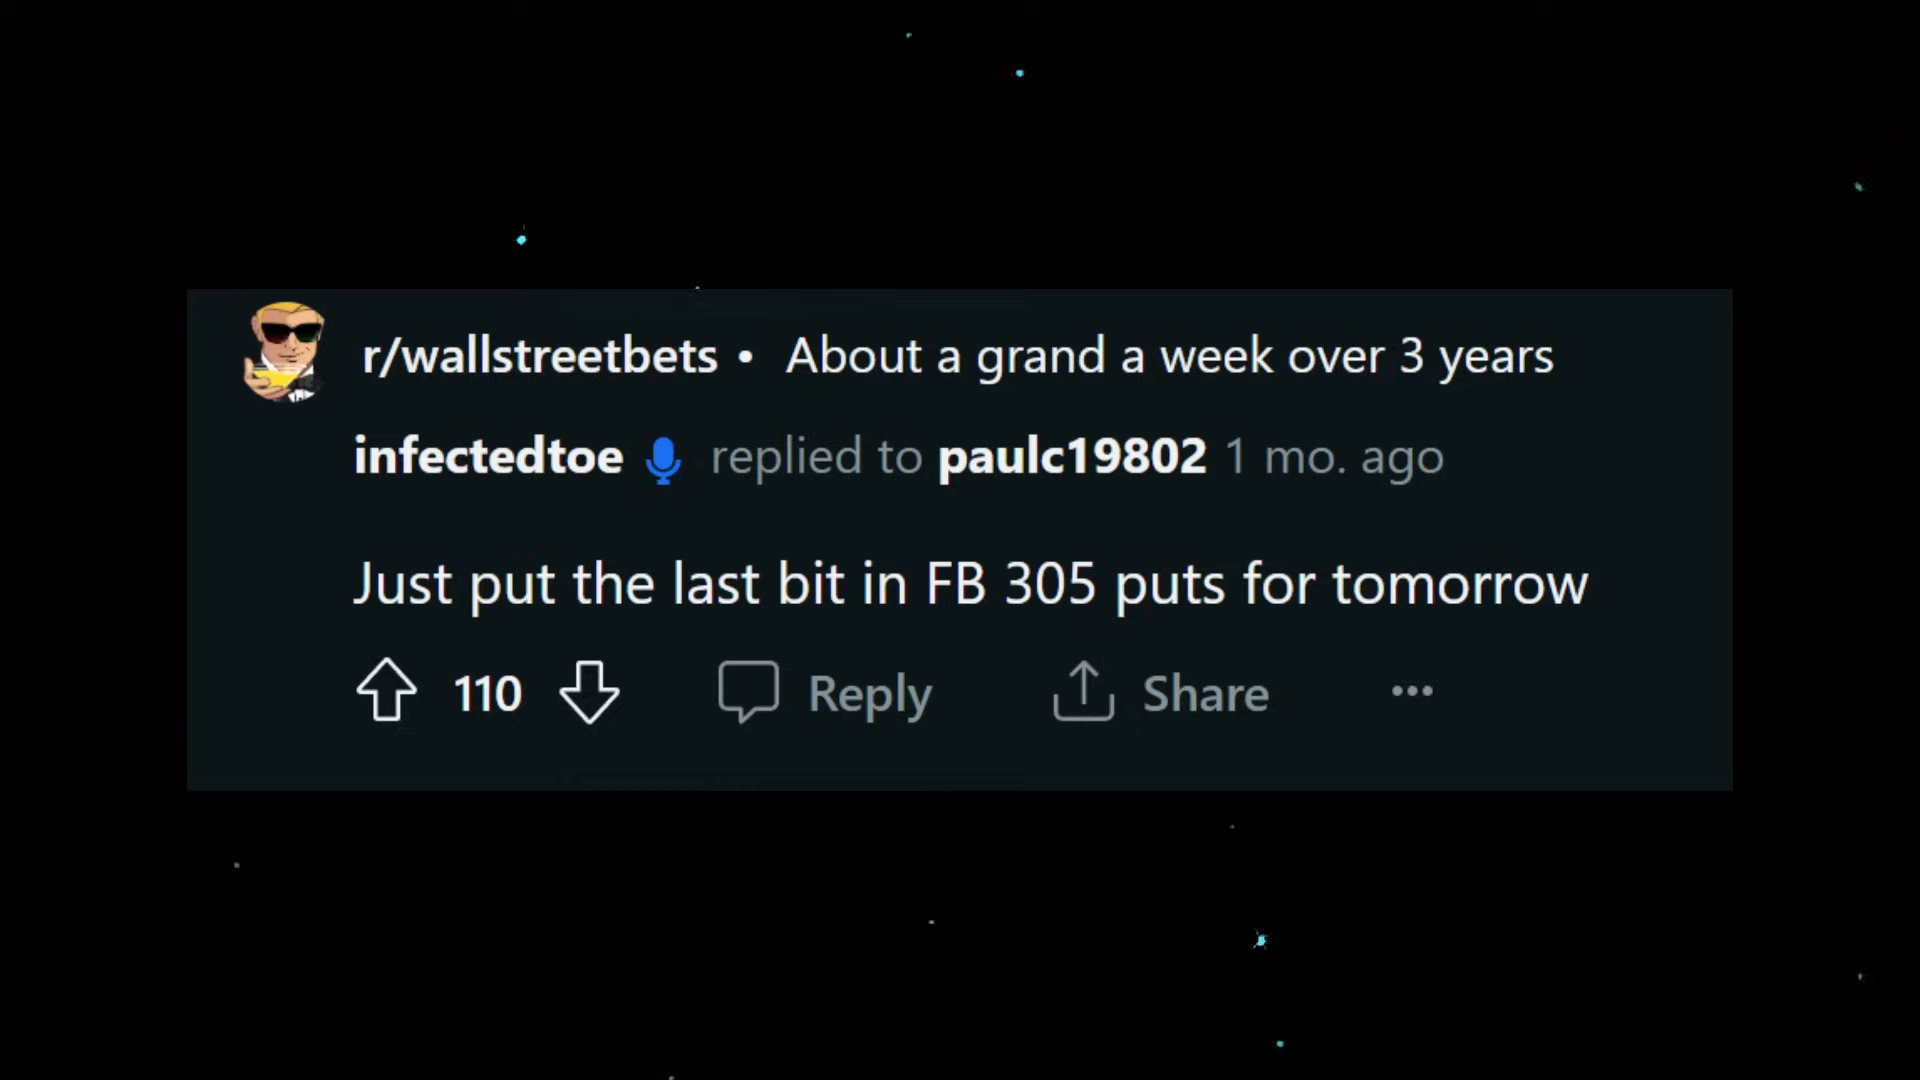 r/wallstreetbets • About a grand a week over 3 years
infectedtoe replied to paulc19802 1 mo. ago
Just put the last bit in FB 305 puts for tomorrow
110 Reply Share ...